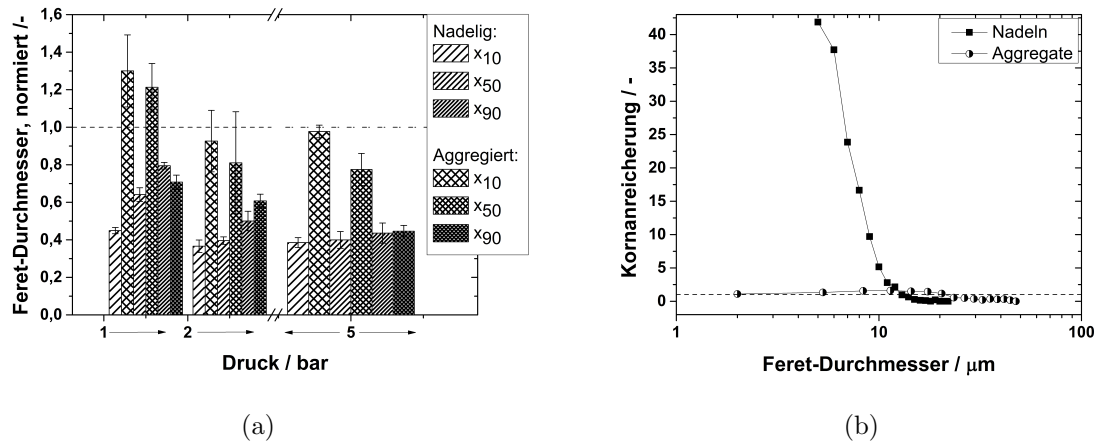 Feret-Durchmesser, normiert /-
1,6
1,4
1,2
1,0
0,8
0,6
0,4
0,2
0,0
Nadelig:
x10
x50
x90
Aggregiert:
x10
x50
x90
1 2 5
Druck / bar
(a)
Kornanreicherung / -
40
35
30
25
20
15
10
5
0
Nadeln
Aggregate
1 10 100
Feret-Durchmesser / μm
(b)